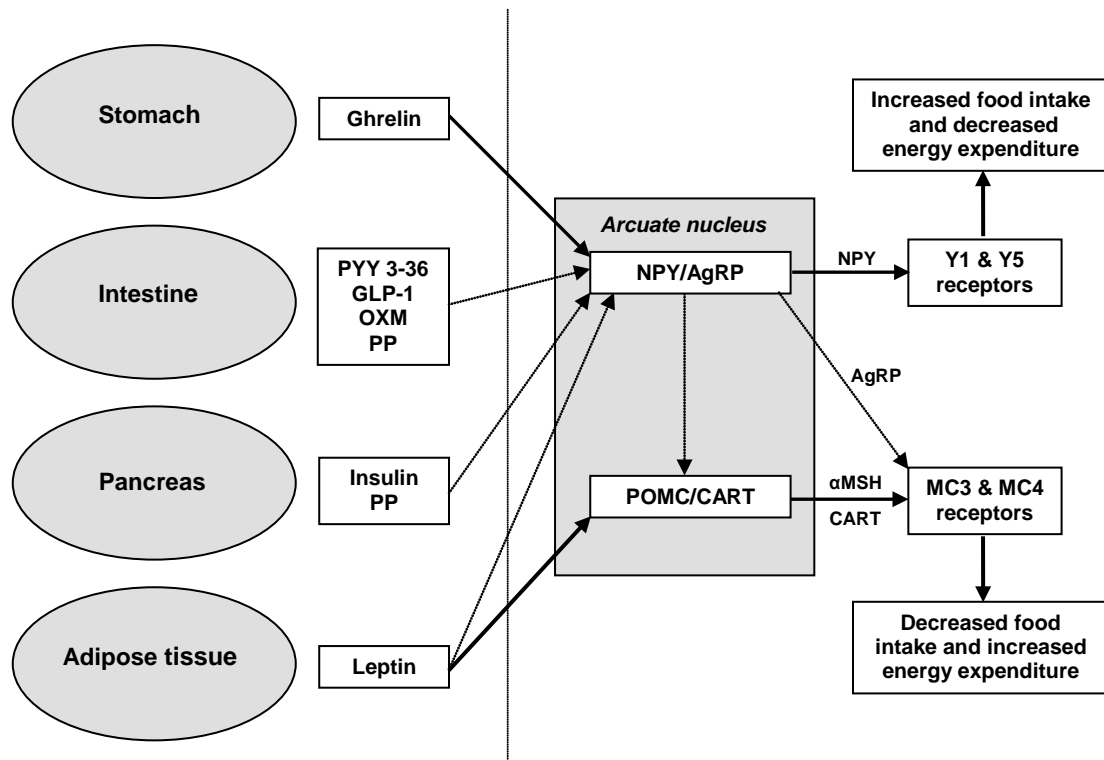 Stomach
Ghrelin
Increased food intake
and decreased
energy expenditure
Arcuate nucleus
Intestine
PYY 3-36
GLP-1
OXM
PP
NPY/AgRP
NPY
Y1 & Y5
receptors
AgRP
Pancreas
Insulin
PP
POMC/CART
αMSH
CART
MC3 & MC4
receptors
Adipose tissue
Leptin
Decreased food
intake and increased
energy expenditure